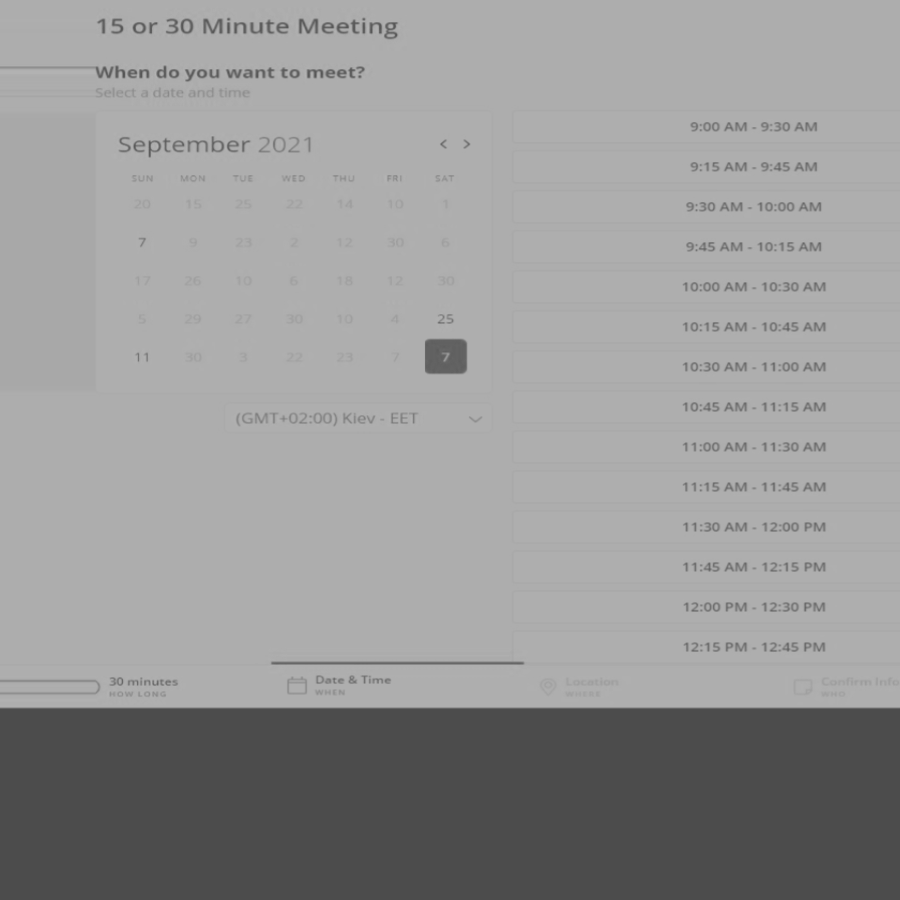 15 or 30 Minute Meeting
When do you want to meet?
Select a date and time
September 2021 < >
SUN MON TUE WED THU FRI SAT
20 15 25 22 14 10 1
7 9 23 2 12 30 6
17 26 10 6 18 12 30
5 29 27 30 10 4 25
11 30 3 22 23 7 7
(GMT+02:00) Kiev - EET
9:00 AM - 9:30 AM
9:15 AM - 9:45 AM
9:30 AM - 10:00 AM
9:45 AM - 10:15 AM
10:00 AM - 10:30 AM
10:15 AM - 10:45 AM
10:30 AM - 11:00 AM
10:45 AM - 11:15 AM
11:00 AM - 11:30 AM
11:15 AM - 11:45 AM
11:30 AM - 12:00 PM
11:45 AM - 12:15 PM
12:00 PM - 12:30 PM
12:15 PM - 12:45 PM
30 minutes
HOW LONG
Date & Time
WHEN
Location
WHERE
Confirm Info
WHO